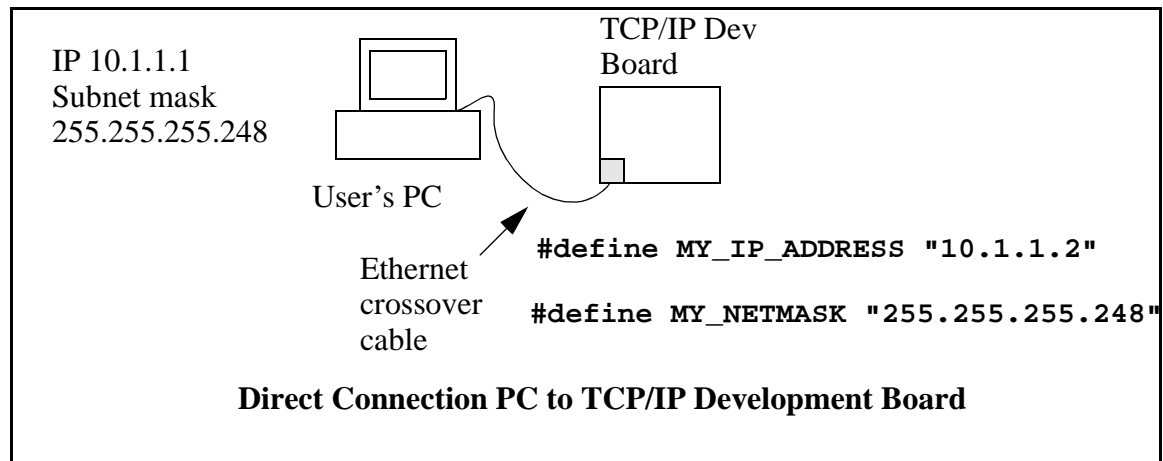 IP 10.1.1.1
Subnet mask
255.255.255.248
User’s PC
TCP/IP Dev
Board
Ethernet
crossover
cable
#define MY_IP_ADDRESS "10.1.1.2"
#define MY_NETMASK "255.255.255.248"
Direct Connection PC to TCP/IP Development Board